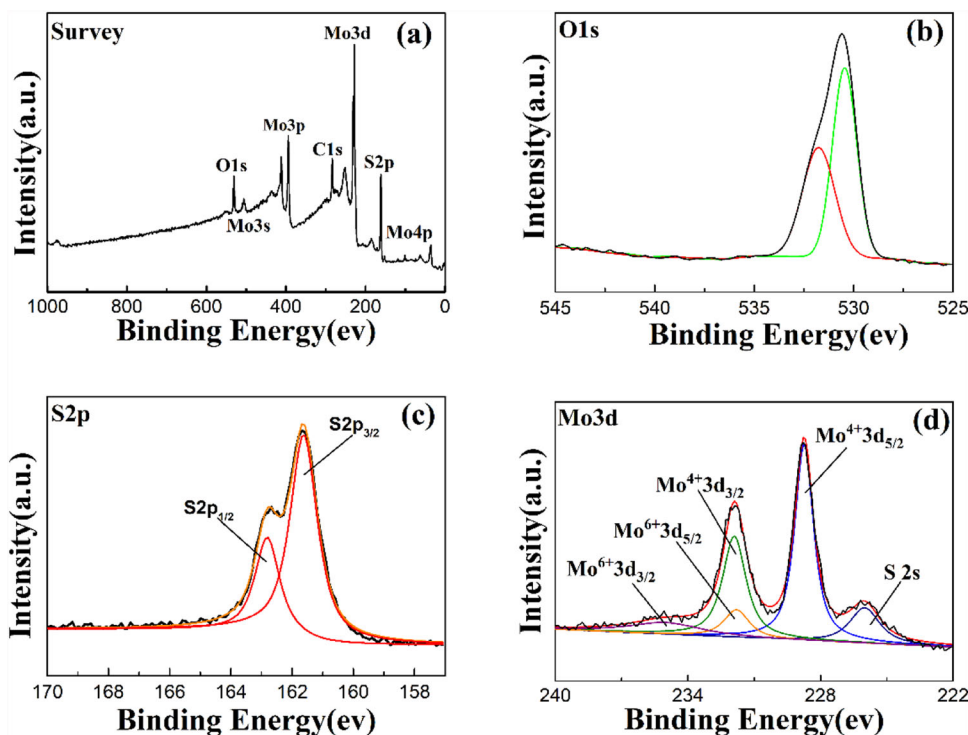 Survey
(a)
Mo3d
Mo3p
C1s
O1s
S2p
Mo3s
Mo4p
Intensity(a.u.)
1000 800 600 400 200 0
Binding Energy(ev)
O1s
(b)
Intensity(a.u.)
545 540 535 530 525
Binding Energy(ev)
S2p
(c)
S2p3/2
S2p1/2
Intensity(a.u.)
170 168 166 164 162 160 158
Binding Energy(ev)
Mo3d
(d)
Mo4+3d5/2
Mo4+3d3/2
Mo6+3d5/2
Mo6+3d3/2
S 2s
Intensity(a.u.)
240 234 228 222
Binding Energy(ev)